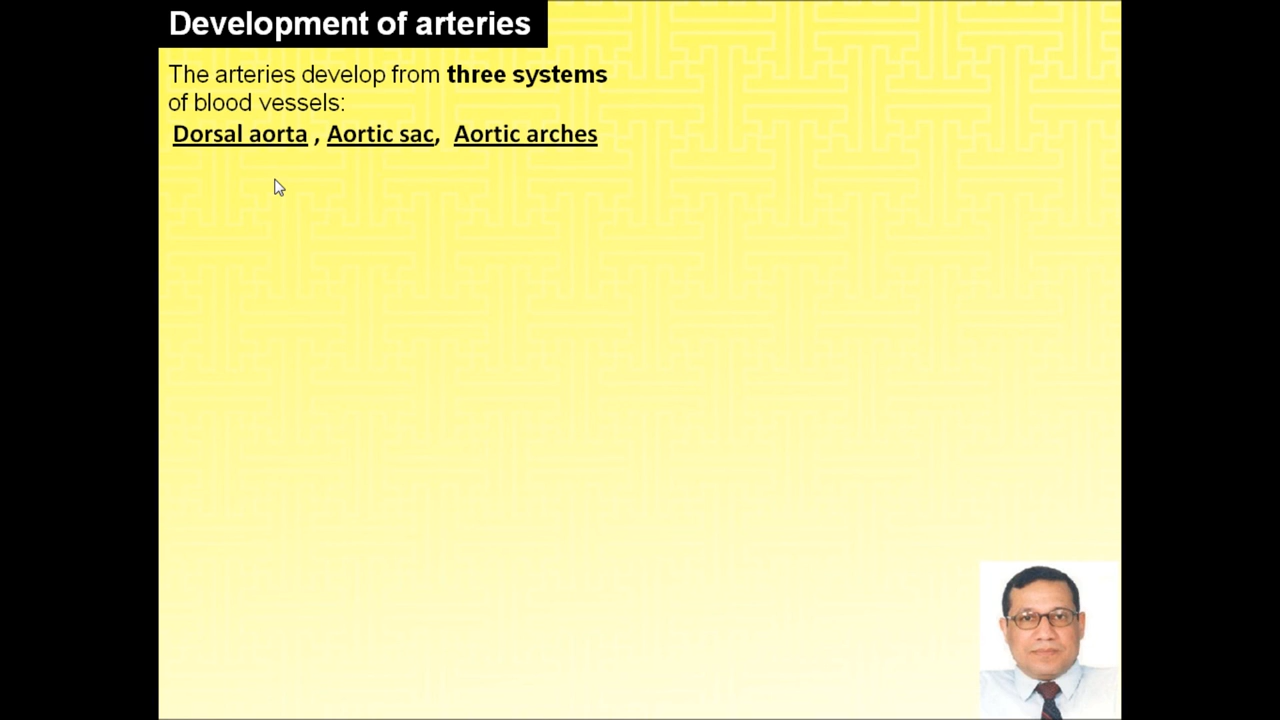 Development of arteries
The arteries develop from three systems
of blood vessels:
Dorsal aorta , Aortic sac, Aortic arches